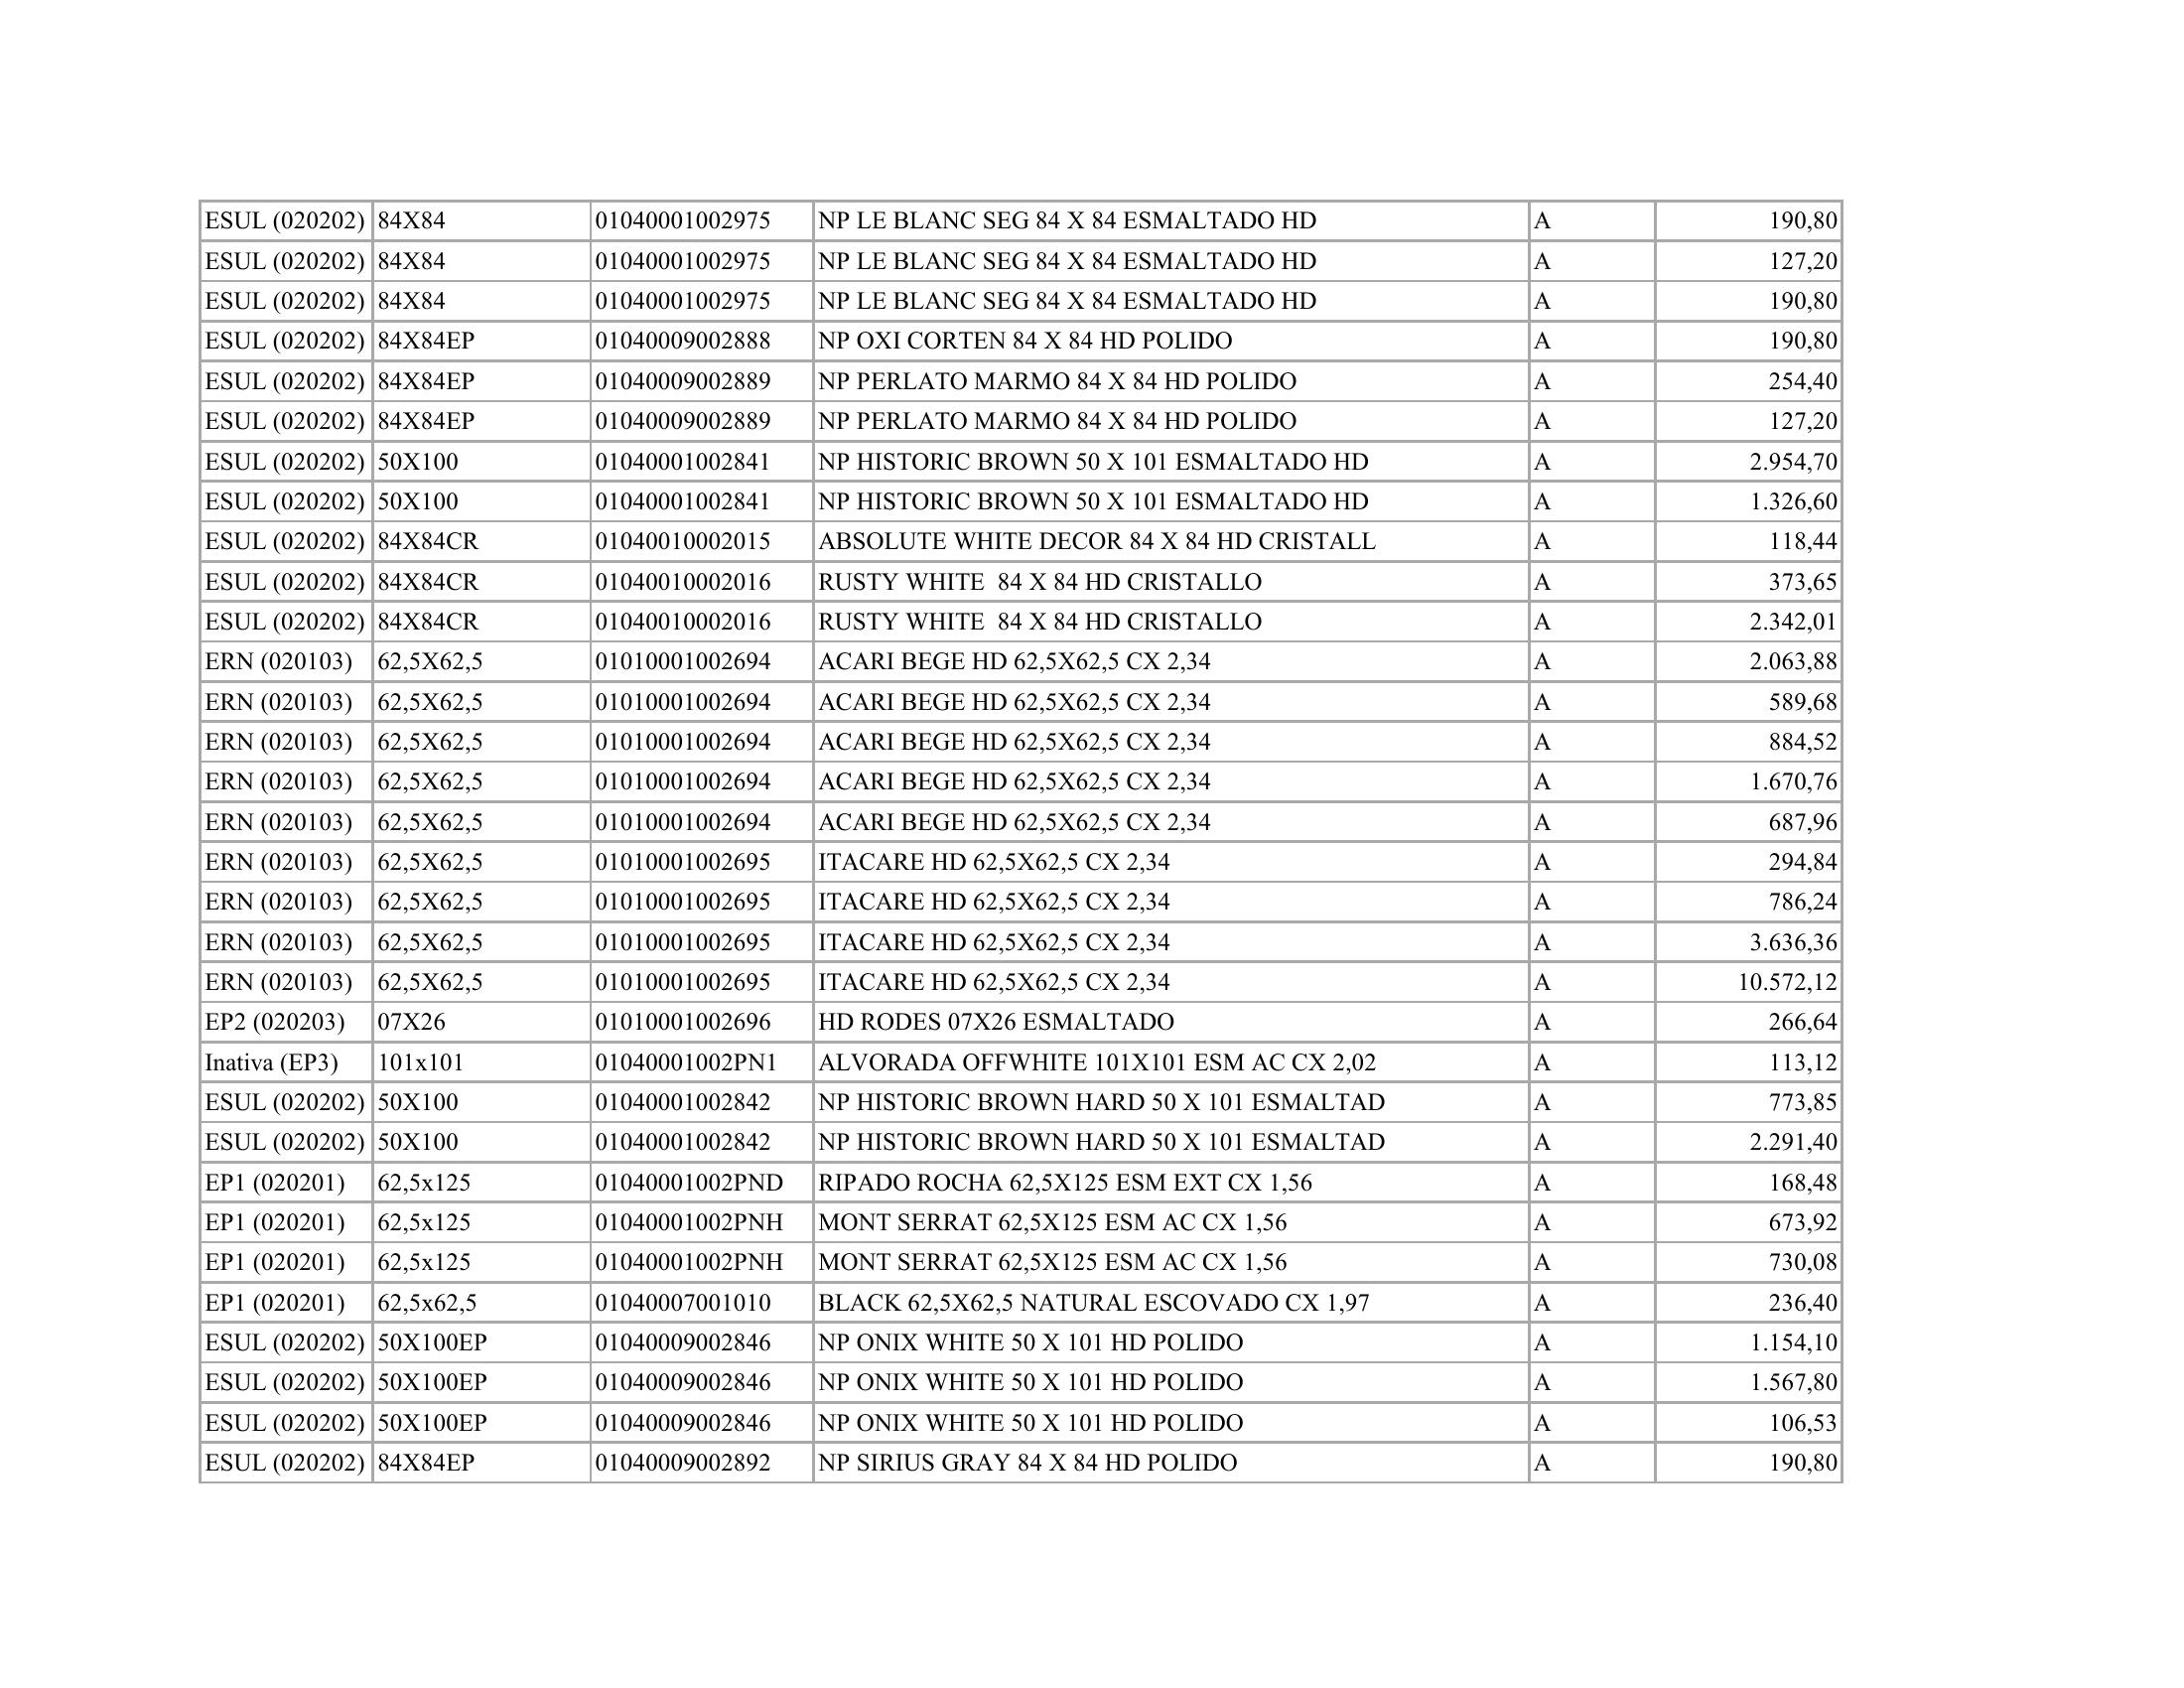 ESUL (020202) 84X84 01040001002975 NP LE BLANC SEG 84 X 84 ESMALTADO HD A 190,80
ESUL (020202) 84X84 01040001002975 NP LE BLANC SEG 84 X 84 ESMALTADO HD A 127,20
ESUL (020202) 84X84 01040001002975 NP LE BLANC SEG 84 X 84 ESMALTADO HD A 190,80
ESUL (020202) 84X84EP 01040009002888 NP OXI CORTEN 84 X 84 HD POLIDO A 190,80
ESUL (020202) 84X84EP 01040009002889 NP PERLATO MARMO 84 X 84 HD POLIDO A 254,40
ESUL (020202) 84X84EP 01040009002889 NP PERLATO MARMO 84 X 84 HD POLIDO A 127,20
ESUL (020202) 50X100 01040001002841 NP HISTORIC BROWN 50 X 101 ESMALTADO HD A 2.954,70
ESUL (020202) 50X100 01040001002841 NP HISTORIC BROWN 50 X 101 ESMALTADO HD A 1.326,60
ESUL (020202) 84X84CR 01040010002015 ABSOLUTE WHITE DECOR 84 X 84 HD CRISTALL A 118,44
ESUL (020202) 84X84CR 01040010002016 RUSTY WHITE  84 X 84 HD CRISTALLO A 373,65
ESUL (020202) 84X84CR 01040010002016 RUSTY WHITE  84 X 84 HD CRISTALLO A 2.342,01
ERN (020103) 62,5X62,5 01010001002694 ACARI BEGE HD 62,5X62,5 CX 2,34 A 2.063,88
ERN (020103) 62,5X62,5 01010001002694 ACARI BEGE HD 62,5X62,5 CX 2,34 A 589,68
ERN (020103) 62,5X62,5 01010001002694 ACARI BEGE HD 62,5X62,5 CX 2,34 A 884,52
ERN (020103) 62,5X62,5 01010001002694 ACARI BEGE HD 62,5X62,5 CX 2,34 A 1.670,76
ERN (020103) 62,5X62,5 01010001002694 ACARI BEGE HD 62,5X62,5 CX 2,34 A 687,96
ERN (020103) 62,5X62,5 01010001002695 ITACARE HD 62,5X62,5 CX 2,34 A 294,84
ERN (020103) 62,5X62,5 01010001002695 ITACARE HD 62,5X62,5 CX 2,34 A 786,24
ERN (020103) 62,5X62,5 01010001002695 ITACARE HD 62,5X62,5 CX 2,34 A 3.636,36
ERN (020103) 62,5X62,5 01010001002695 ITACARE HD 62,5X62,5 CX 2,34 A 10.572,12
EP2 (020203) 07X26 01010001002696 HD RODES 07X26 ESMALTADO A 266,64
Inativa (EP3) 101x101 01040001002PN1 ALVORADA OFFWHITE 101X101 ESM AC CX 2,02 A 113,12
ESUL (020202) 50X100 01040001002842 NP HISTORIC BROWN HARD 50 X 101 ESMALTAD A 773,85
ESUL (020202) 50X100 01040001002842 NP HISTORIC BROWN HARD 50 X 101 ESMALTAD A 2.291,40
EP1 (020201) 62,5x125 01040001002PND RIPADO ROCHA 62,5X125 ESM EXT CX 1,56 A 168,48
EP1 (020201) 62,5x125 01040001002PNH MONT SERRAT 62,5X125 ESM AC CX 1,56 A 673,92
EP1 (020201) 62,5x125 01040001002PNH MONT SERRAT 62,5X125 ESM AC CX 1,56 A 730,08
EP1 (020201) 62,5x62,5 01040007001010 BLACK 62,5X62,5 NATURAL ESCOVADO CX 1,97 A 236,40
ESUL (020202) 50X100EP 01040009002846 NP ONIX WHITE 50 X 101 HD POLIDO A 1.154,10
ESUL (020202) 50X100EP 01040009002846 NP ONIX WHITE 50 X 101 HD POLIDO A 1.567,80
ESUL (020202) 50X100EP 01040009002846 NP ONIX WHITE 50 X 101 HD POLIDO A 106,53
ESUL (020202) 84X84EP 01040009002892 NP SIRIUS GRAY 84 X 84 HD POLIDO A 190,80